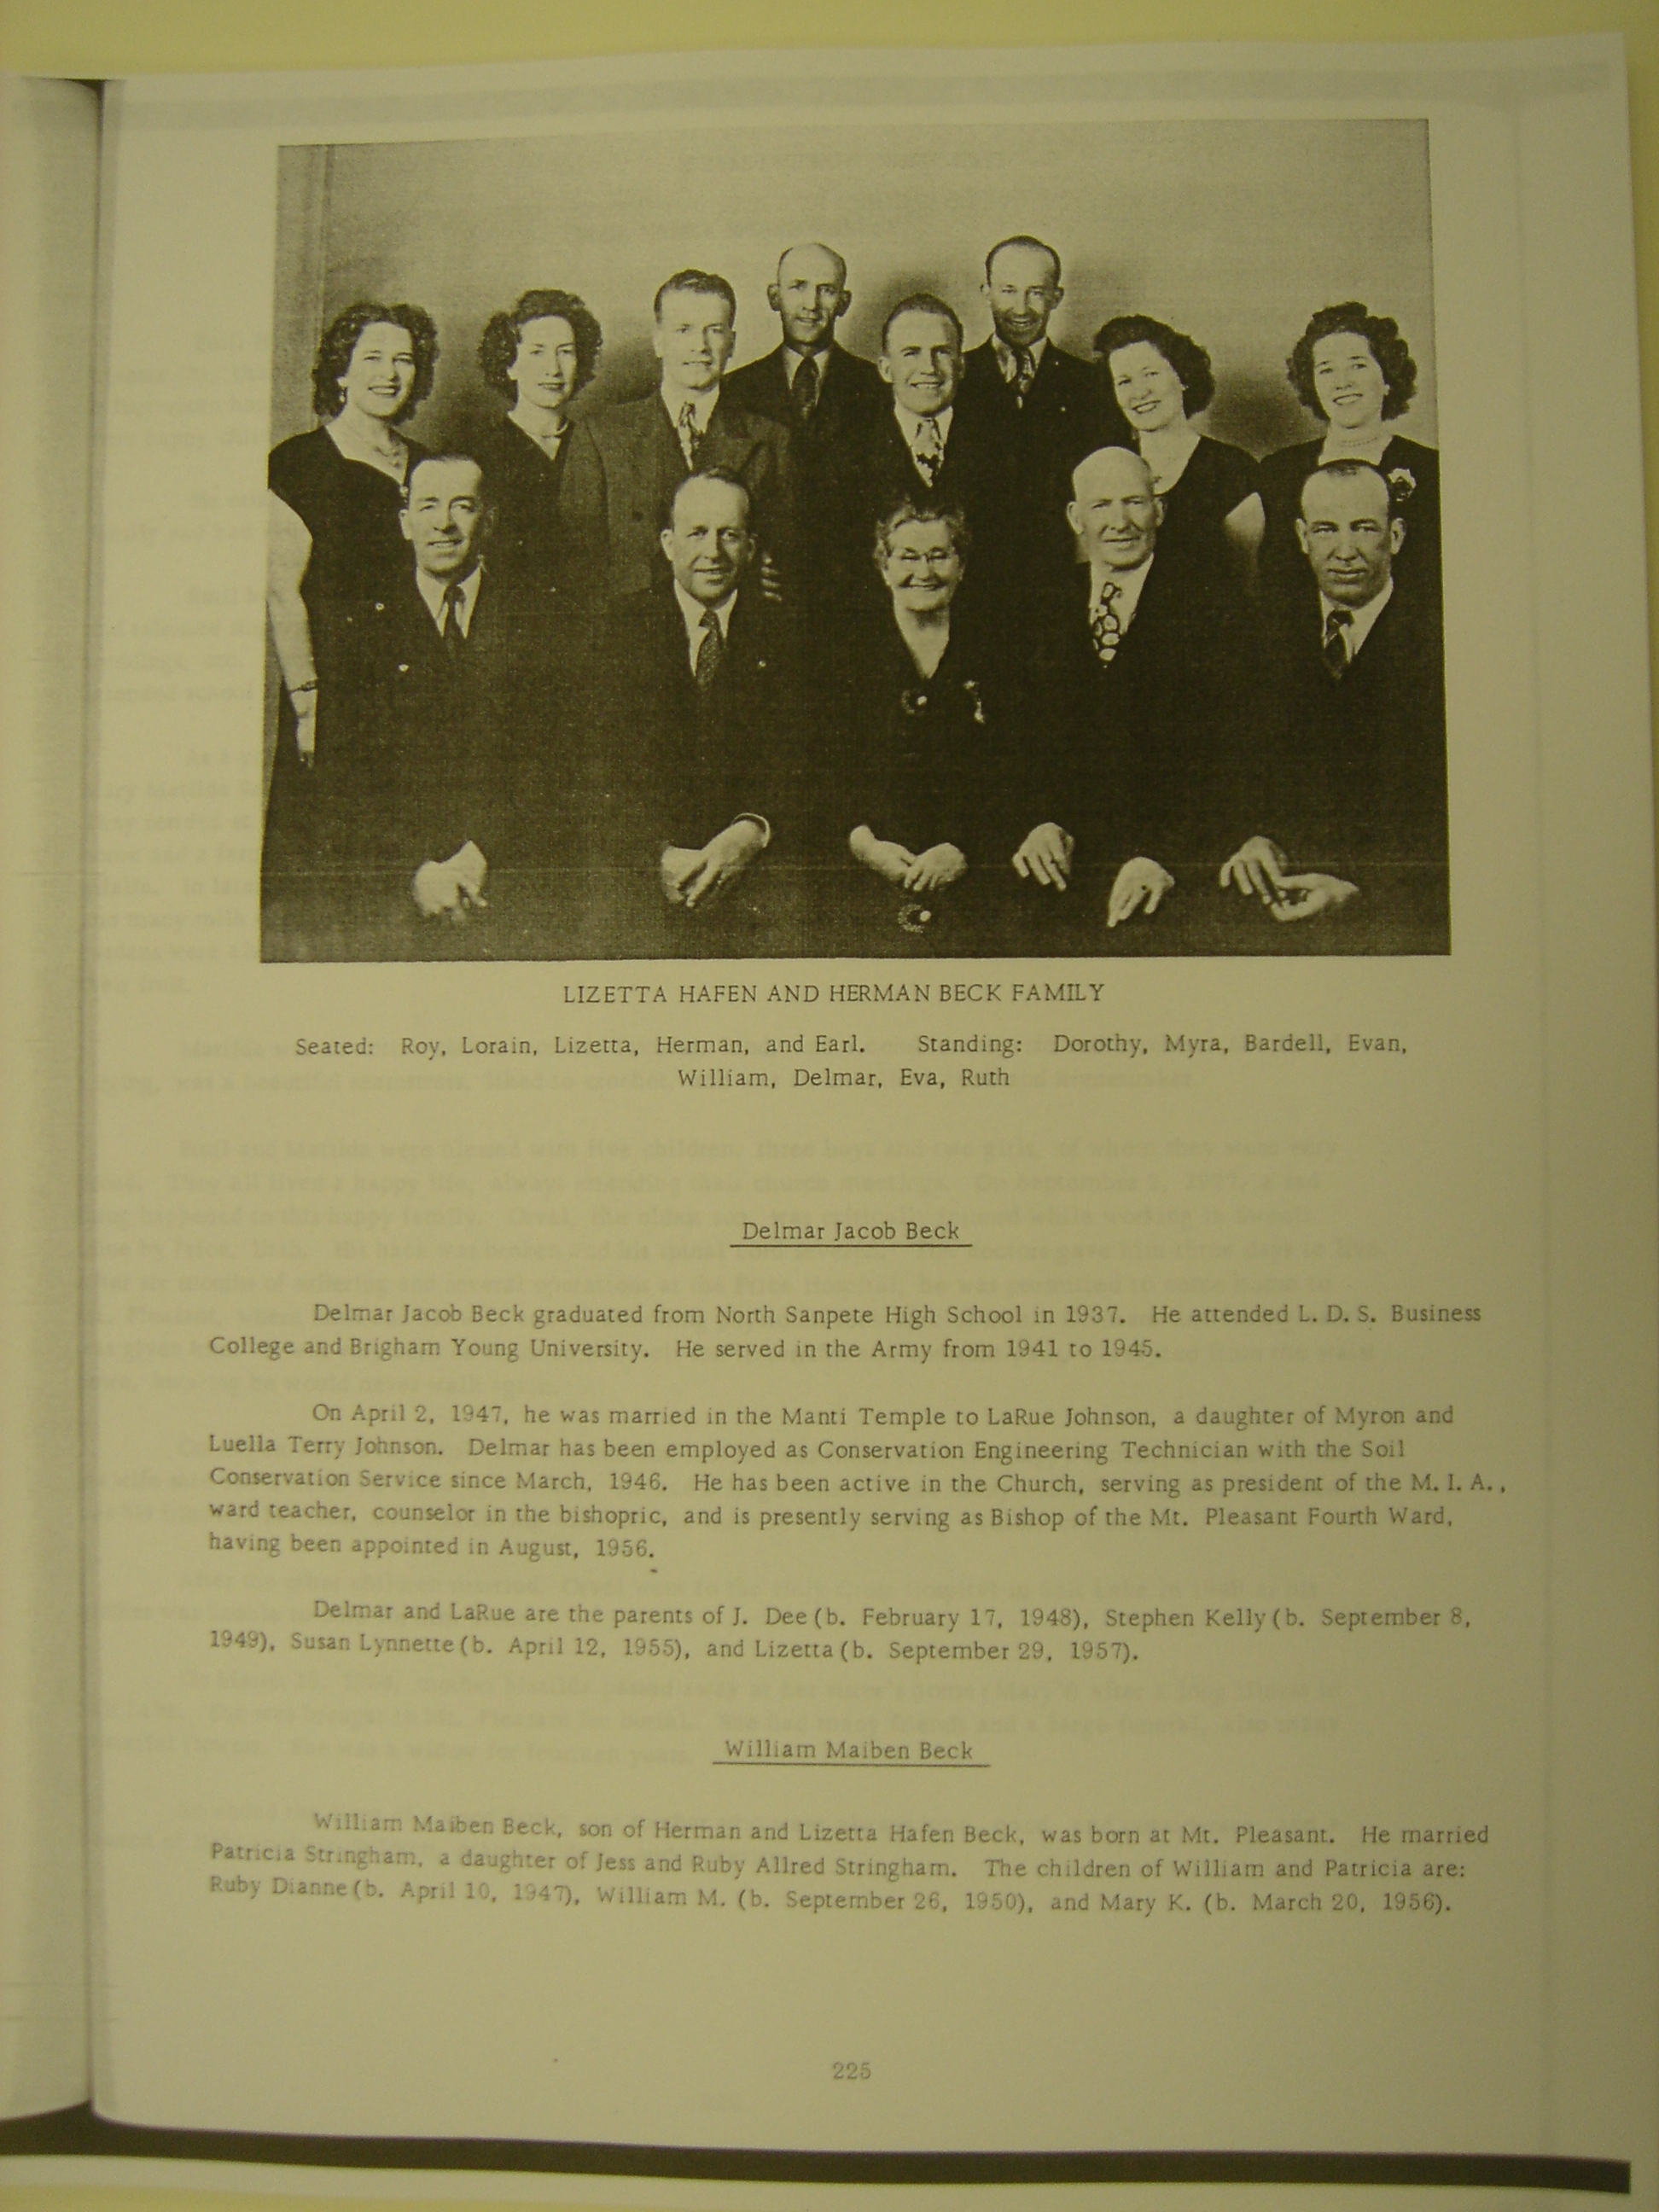 LIZETTA HAFEN AND HERMAN BECK FAMILY
Seated: Roy, Lorain, Lizetta, Herman, and Earl. Standing: Dorothy, Myra, Bardell, Evan,
William, Delmar, Eva, Ruth
Delmar Jacob Beck
Delmar Jacob Beck graduated from North Sanpete High School in 1937. He attended L. D. S. Business
College and Brigham Young University. He served in the Army from 1941 to 1945.
On April 2, 1947, he was married in the Manti Temple to LaRue Johnson, a daughter of Myron and
Luella Terry Johnson. Delmar has been employed as Conservation Engineering Technician with the Soil
Conservation Service since March, 1946. He has been active in the Church, serving as president of the M. I. A.,
ward teacher, counselor in the bishopric, and is presently serving as Bishop of the Mt. Pleasant Fourth Ward,
having been appointed in August, 1956.
Delmar and LaRue are the parents of J. Dee (b. February 17, 1948), Stephen Kelly (b. September 8,
1949), Susan Lynnette (b. April 12, 1955), and Lizetta (b. September 29, 1957).
William Maiben Beck
William Maiben Beck, son of Herman and Lizetta Hafen Beck, was born at Mt. Pleasant. He married
Patricia Stringham, a daughter of Jess and Ruby Allred Stringham. The children of William and Patricia are:
Ruby Dianne (b. April 10, 1947), William M. (b. September 26, 1950), and Mary K. (b. March 20, 1956).
225